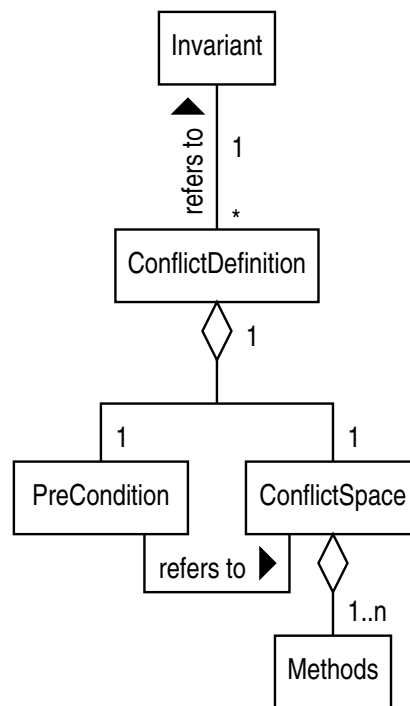 Invariant
refers to
1
*
ConflictDefinition
1
1
1
PreCondition
ConflictSpace
refers to
1..n
Methods